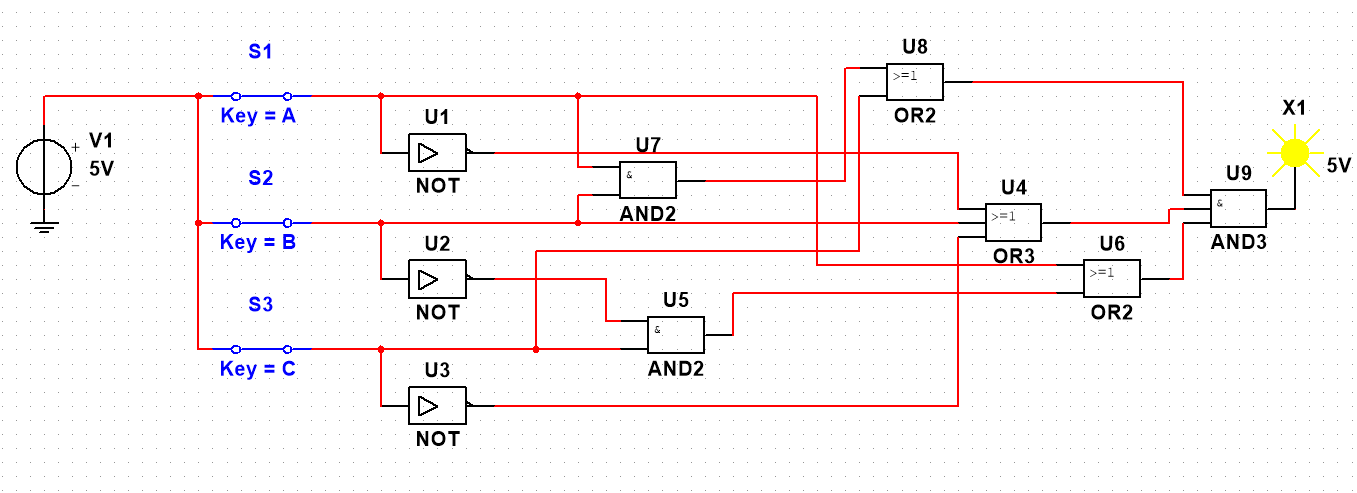 S1
Key = A
V1
+
5V
−
S2
Key = B
S3
Key = C
U1
NOT
U2
NOT
U3
NOT
U7
&
AND2
U5
&
AND2
U8
>=1
OR2
U4
>=1
OR3
U6
>=1
OR2
U9
&
AND3
X1
5V